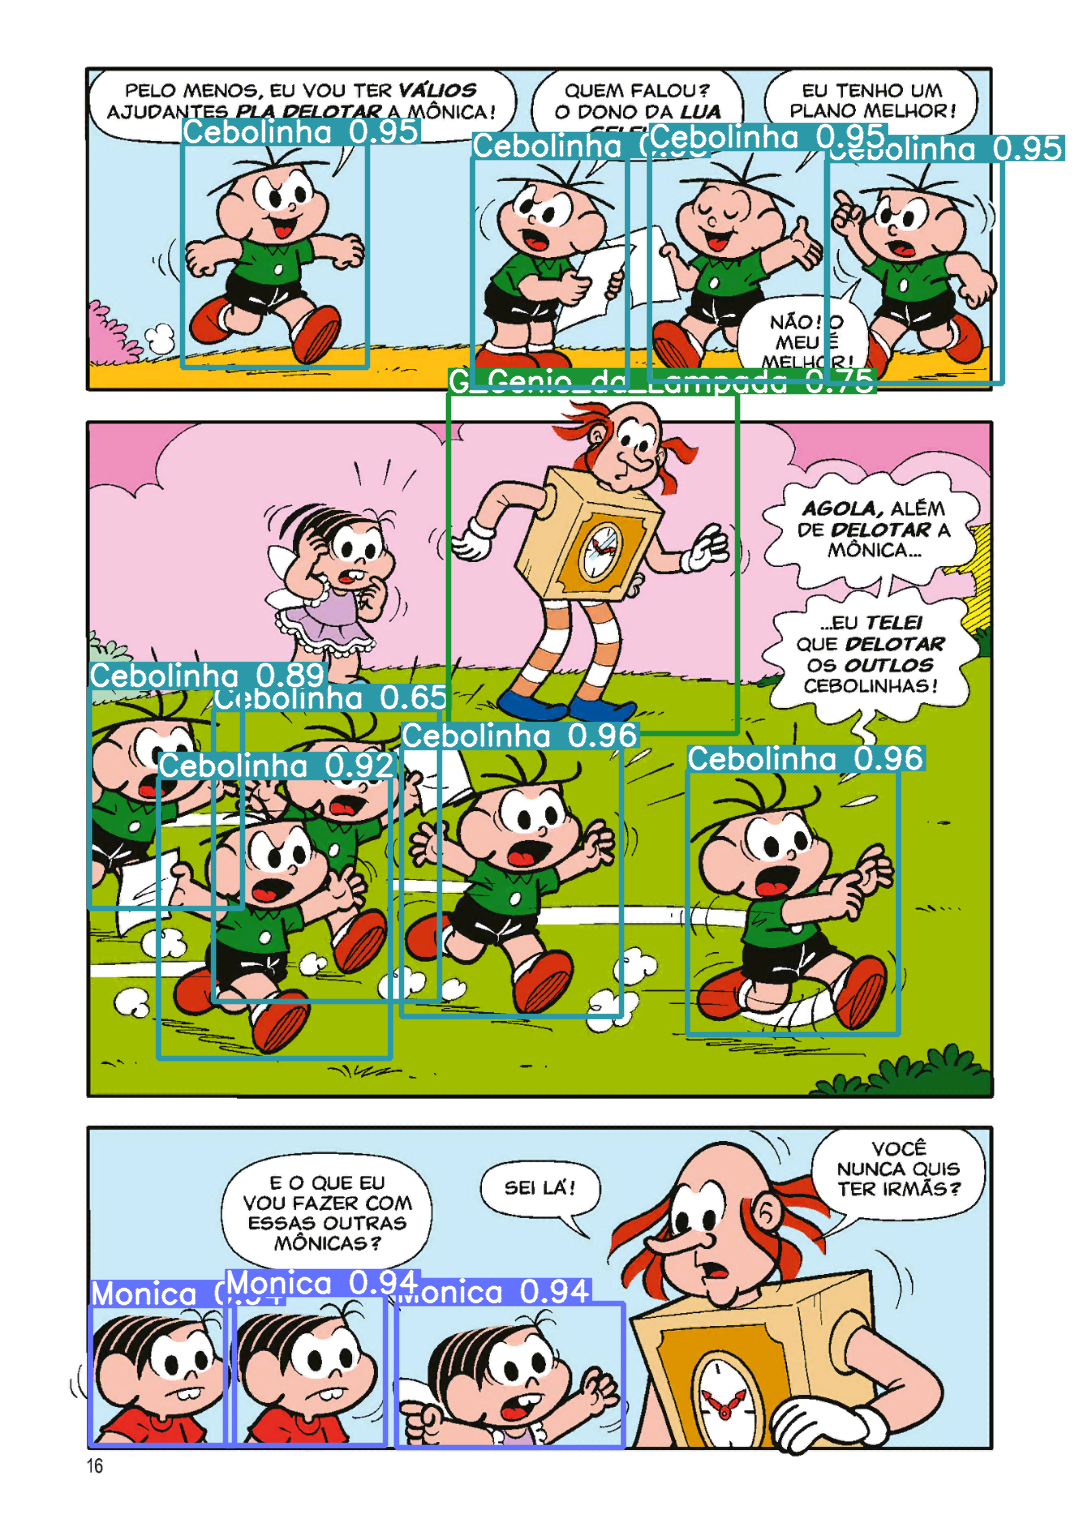 PELO MENOS, EU VOU TER VÁLIOS
AJUDANTES PLA DELOTAR A MÔNICA!
QUEM FALOU?
O DONO DA LUA
EU TENHO UM
PLANO MELHOR!
Cebolinha 0.95
Cebolinha
Cebolinha 0.95
Cebolinha 0.95
NÃO! O
MEU É
MELHOR!
G_Genio_da_Lampada 0.75
AGOLA, ALÉM
DE DELOTAR A
MÔNICA...
...EU TELEI
QUE DELOTAR
OS OUTLOS
CEBOLINHAS!
Cebolinha 0.89
Cebolinha 0.65
Cebolinha 0.92
Cebolinha 0.96
Cebolinha 0.96
E O QUE EU
VOU FAZER COM
ESSAS OUTRAS
MÔNICAS?
SEI LÁ!
VOCÊ
NUNCA QUIS
TER IRMÃS?
Monica
Monica 0.94
Monica 0.94
16